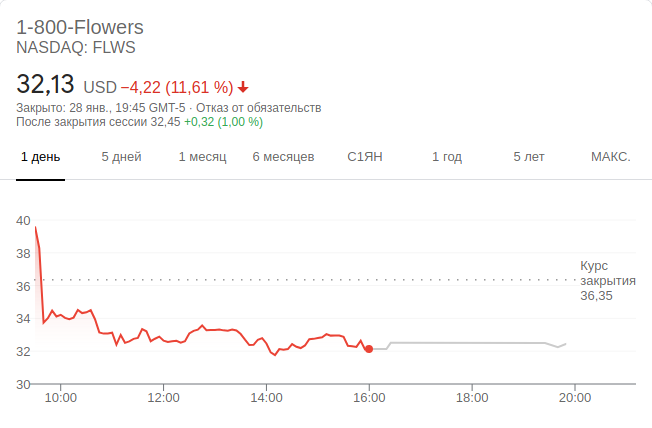 1-800-Flowers
NASDAQ: FLWS
32,13 USD −4,22 (11,61 %)
Закрыто: 28 янв., 19:45 GMT-5 · Отказ от обязательств
После закрытия сессии 32,45 +0,32 (1,00 %)
1 день 5 дней 1 месяц 6 месяцев С1ЯН 1 год 5 лет МАКС.
40
38
Курс
закрытия
36,35
36
34
32
30
10:00 12:00 14:00 16:00 18:00 20:00